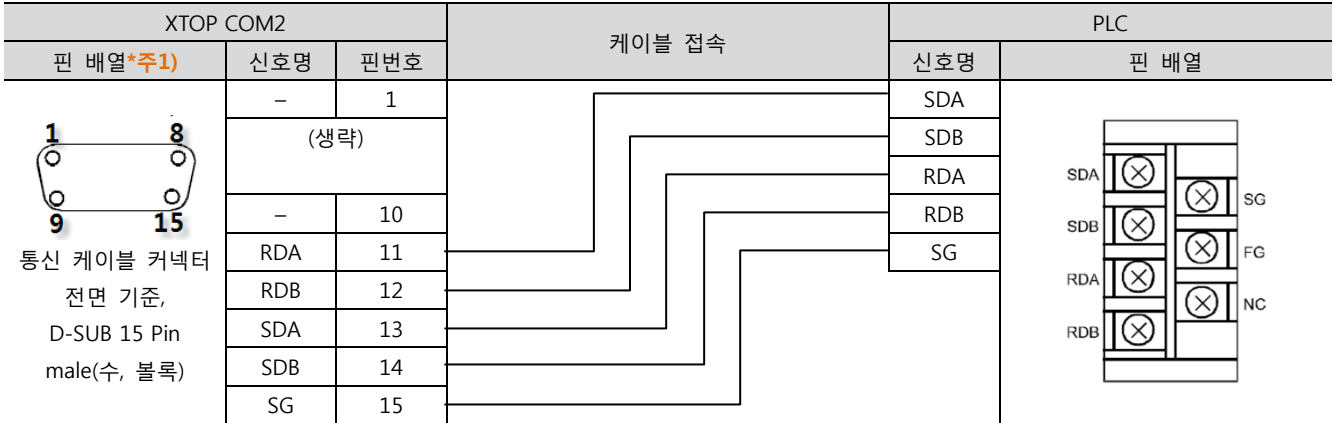 XTOP COM2 케이블 접속 PLC
핀 배열*주1) 신호명 핀번호 신호명 핀 배열
– 1 SDA
(생략) SDB
RDA
– 10 RDB
RDA 11 SG
RDB 12
SDA 13
SDB 14
SG 15
1 8
9 15
통신 케이블 커넥터
전면 기준,
D-SUB 15 Pin
male(수, 볼록)
SDA
SG
SDB
FG
RDA
NC
RDB